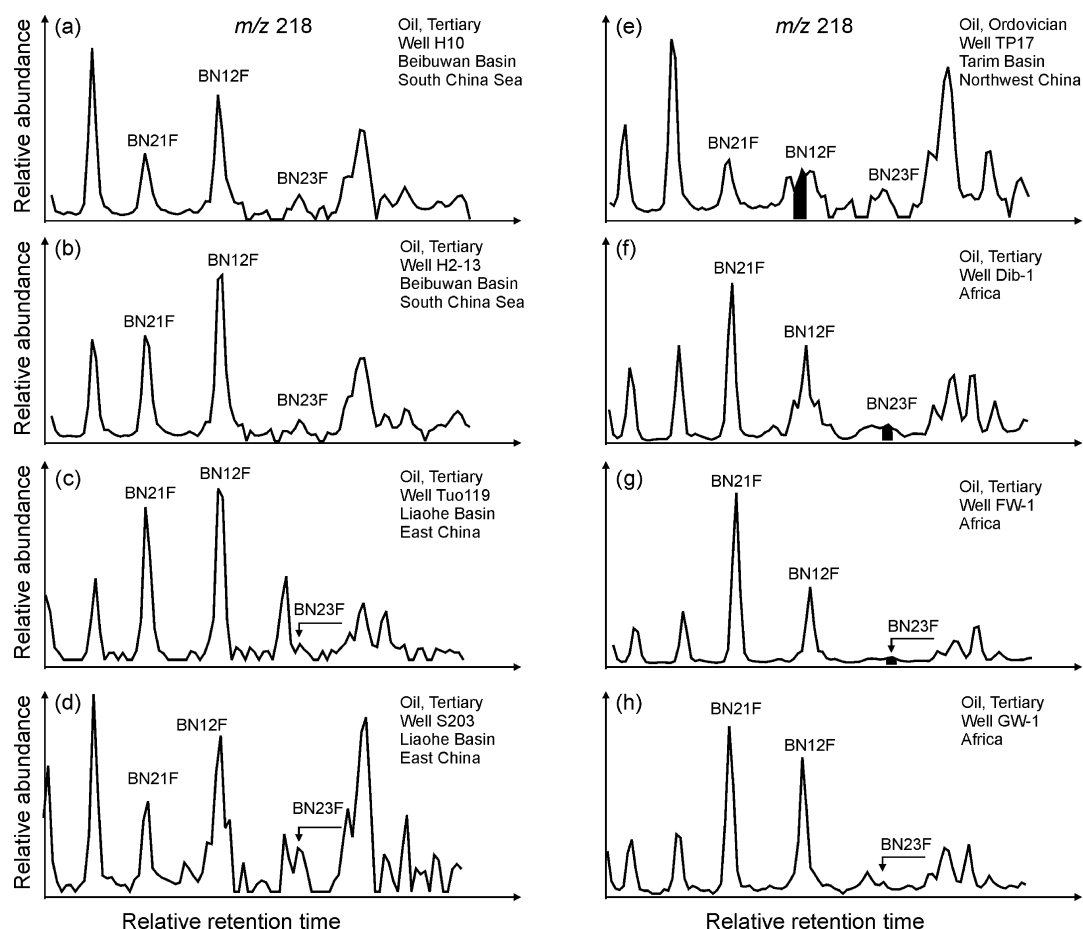 (a)
m/z 218
Oil, Tertiary
Well H10
Beibuwan Basin
South China Sea
BN21F
BN12F
BN23F
Relative abundance
(b)
Oil, Tertiary
Well H2-13
Beibuwan Basin
South China Sea
BN21F
BN12F
BN23F
Relative abundance
(c)
Oil, Tertiary
Well Tuo119
Liaohe Basin
East China
BN21F
BN12F
BN23F
Relative abundance
(d)
Oil, Tertiary
Well S203
Liaohe Basin
East China
BN21F
BN12F
BN23F
Relative abundance
Relative retention time
(e)
m/z 218
Oil, Ordovician
Well TP17
Tarim Basin
Northwest China
BN21F
BN12F
BN23F
(f)
Oil, Tertiary
Well Dib-1
Africa
BN21F
BN12F
BN23F
(g)
Oil, Tertiary
Well FW-1
Africa
BN21F
BN12F
BN23F
(h)
Oil, Tertiary
Well GW-1
Africa
BN21F
BN12F
BN23F
Relative retention time